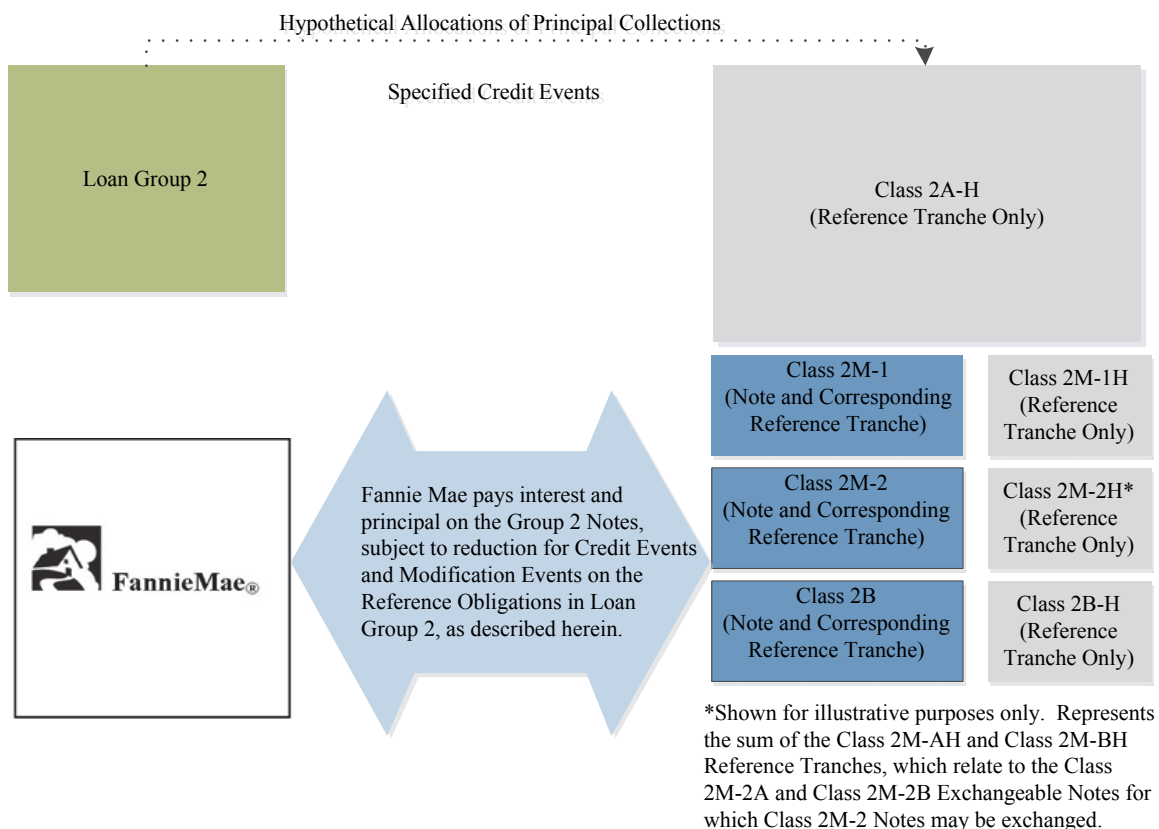 Hypothetical Allocations of Principal Collections
Specified Credit Events
Loan Group 2
Class 2A-H
(Reference Tranche Only)
Class 2M-1
(Note and Corresponding
Reference Tranche)
Class 2M-1H
(Reference
Tranche Only)
FannieMae®
Fannie Mae pays interest and
principal on the Group 2 Notes,
subject to reduction for Credit Events
and Modification Events on the
Reference Obligations in Loan
Group 2, as described herein.
Class 2M-2
(Note and Corresponding
Reference Tranche)
Class 2M-2H*
(Reference
Tranche Only)
Class 2B
(Note and Corresponding
Reference Tranche)
Class 2B-H
(Reference
Tranche Only)
*Shown for illustrative purposes only.  Represents
the sum of the Class 2M-AH and Class 2M-BH
Reference Tranches, which relate to the Class
2M-2A and Class 2M-2B Exchangeable Notes for
which Class 2M-2 Notes may be exchanged.